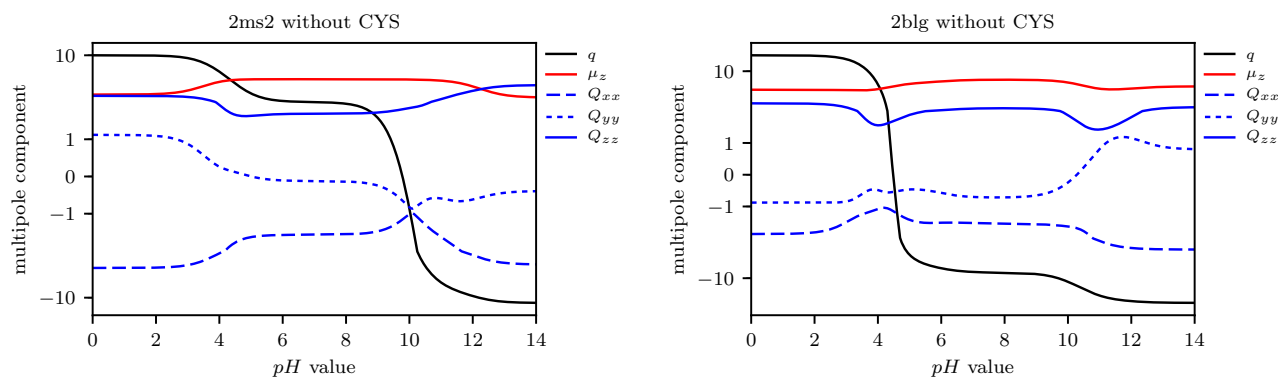 2ms2 without CYS
multipole component
10
1
0
−1
−10
0 2 4 6 8 10 12 14
pH value
q
μz
Qxx
Qyy
Qzz
2blg without CYS
multipole component
10
1
0
−1
−10
0 2 4 6 8 10 12 14
pH value
q
μz
Qxx
Qyy
Qzz